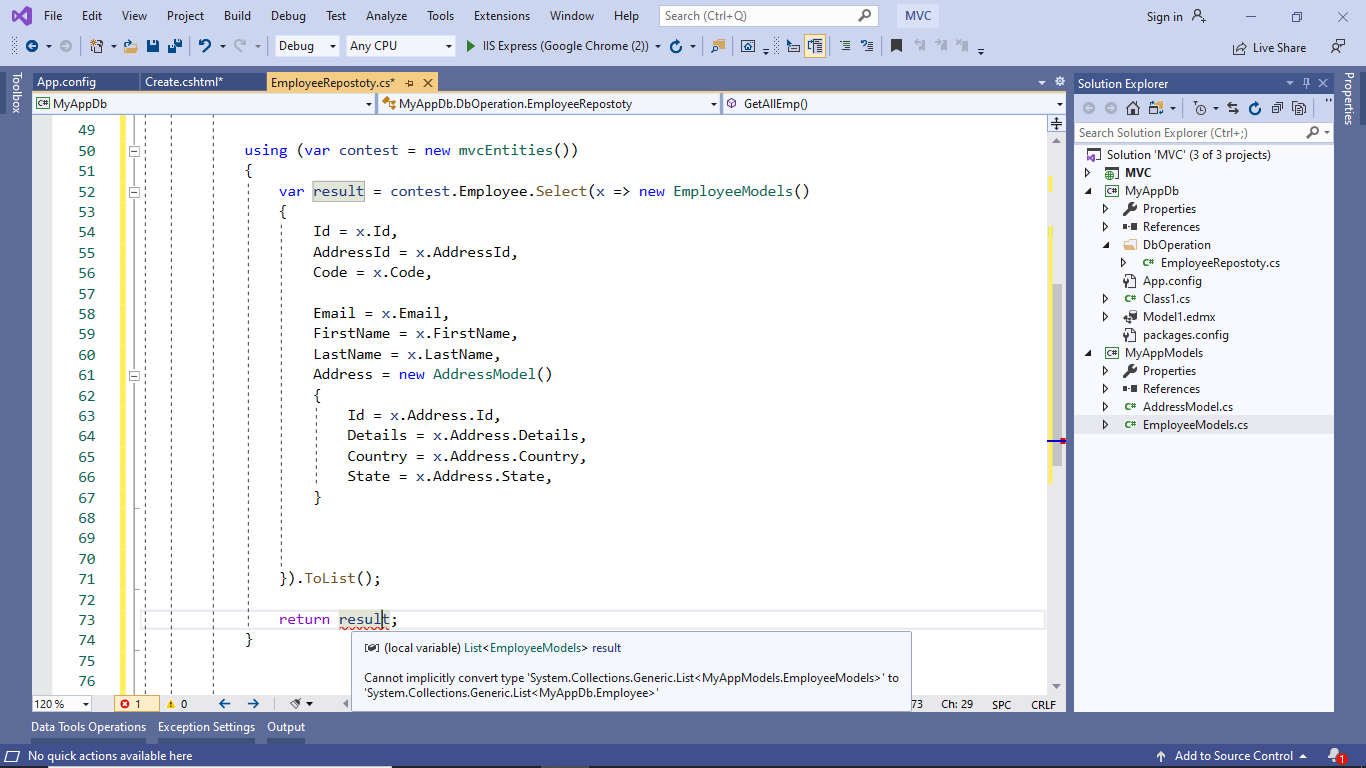 File Edit View Project Build Debug Test Analyze Tools Extensions Window Help Search (Ctrl+Q) MVC Sign in
Debug Any CPU IIS Express (Google Chrome (2)) Live Share
Toolbox
App.config Create.cshtml* EmployeeRepostoty.cs*
C# MyAppDb MyAppDb.DbOperation.EmployeeRepostoty GetAllEmp()
49
50 using (var contest = new mvcEntities())
51 {
52 var result = contest.Employee.Select(x => new EmployeeModels()
53 {
54 Id = x.Id,
55 AddressId = x.AddressId,
56 Code = x.Code,
57
58 Email = x.Email,
59 FirstName = x.FirstName,
60 LastName = x.LastName,
61 Address = new AddressModel()
62 {
63 Id = x.Address.Id,
64 Details = x.Address.Details,
65 Country = x.Address.Country,
66 State = x.Address.State,
67 }
68
69
70
71 }).ToList();
72
73 return result;
74 }
75
76
(local variable) List<EmployeeModels> result
Cannot implicitly convert type 'System.Collections.Generic.List<MyAppModels.EmployeeModels>' to
'System.Collections.Generic.List<MyAppDb.Employee>'
120 % 1 0 73 Ch: 29 SPC CRLF
Solution Explorer
Search Solution Explorer (Ctrl+;)
Solution 'MVC' (3 of 3 projects)
MVC
C# MyAppDb
Properties
References
DbOperation
C# EmployeeRepostoty.cs
App.config
C# Class1.cs
Model1.edmx
packages.config
C# MyAppModels
Properties
References
C# AddressModel.cs
C# EmployeeModels.cs
Properties
Data Tools Operations Exception Settings Output
No quick actions available here Add to Source Control 1